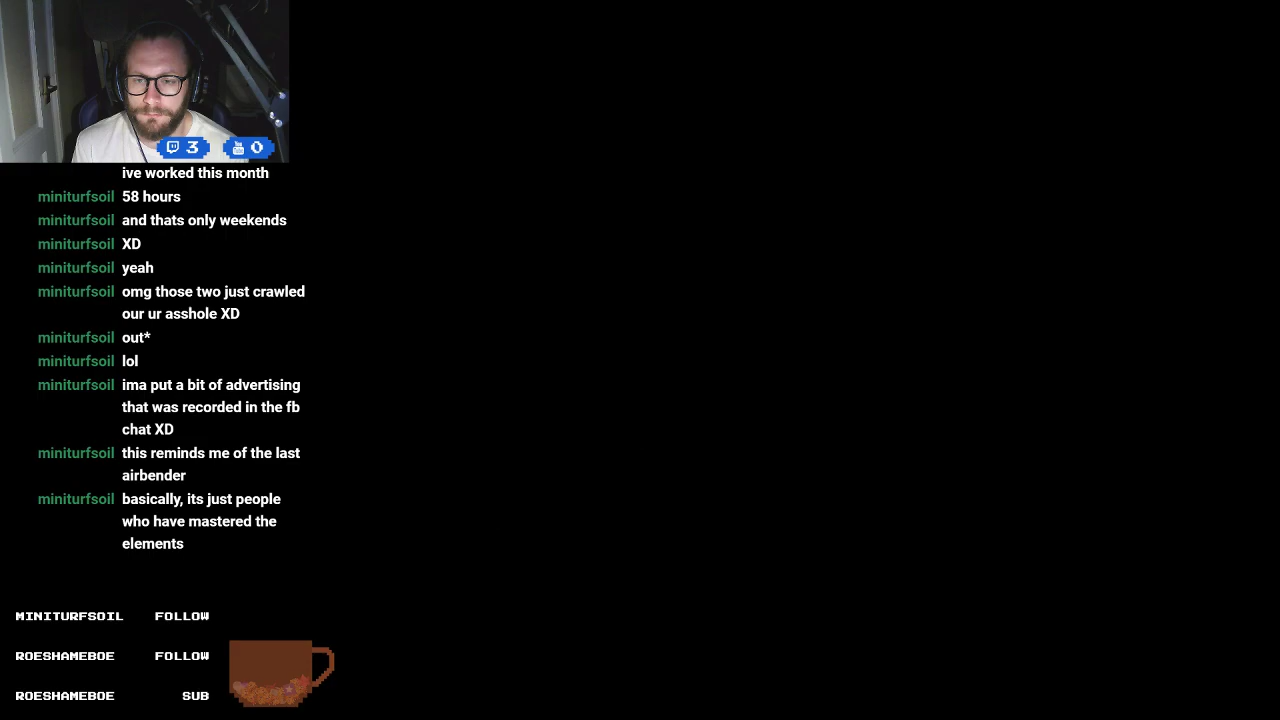 3 0
ive worked this month
miniturfsoil 58 hours
miniturfsoil and thats only weekends
miniturfsoil XD
miniturfsoil yeah
miniturfsoil omg those two just crawled
our ur asshole XD
miniturfsoil out*
miniturfsoil lol
miniturfsoil ima put a bit of advertising
that was recorded in the fb
chat XD
miniturfsoil this reminds me of the last
airbender
miniturfsoil basically, its just people
who have mastered the
elements
MINITURFSOIL FOLLOW
ROESHAMEBOE FOLLOW
ROESHAMEBOE SUB